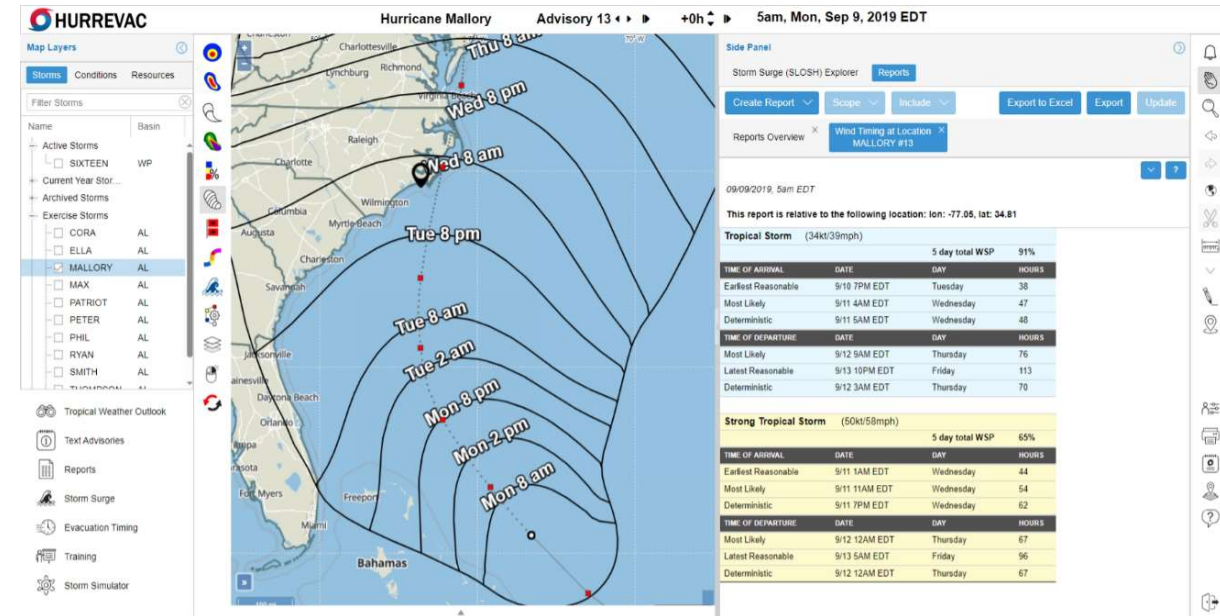 HURREVAC
Hurricane Mallory Advisory 13 +0h 5am, Mon, Sep 9, 2019 EDT
Map Layers
Storms Conditions Resources
Filter Storms
Name Basin
Active Storms
SIXTEEN WP
Current Year Stor...
Archived Storms
Exercise Storms
CORA AL
ELLA AL
MALLORY AL
MAX AL
PATRIOT AL
PETER AL
PHIL AL
RYAN AL
SMITH AL
THOMPSON AL
Tropical Weather Outlook
Text Advisories
Reports
Storm Surge
Evacuation Timing
Training
Storm Simulator
Charleston
Charlottesville
Thu 8 am
70° W
Lynchburg
Richmond
Virginia Beach
Wed 8 pm
Raleigh
Charlotte
Wed 8 am
Columbia
Wilmington
Myrtle Beach
Augusta
Tue 8 pm
Charleston
Savannah
Tue 8 am
Jacksonville
Tue 2 am
Gainesville
Daytona Beach
Mon 8 pm
Orlando
Mon 2 pm
Tampa
Sarasota
Mon 8 am
Fort Myers
Freeport
Miami
Bahamas
Side Panel
Storm Surge (SLOSH) Explorer Reports
Create Report Scope Include Export to Excel Export Update
Reports Overview × Wind Timing at Location ×
MALLORY #13
?
09/09/2019, 5am EDT
This report is relative to the following location: lon: -77.05, lat: 34.81
Tropical Storm (34kt/39mph)
5 day total WSP 91%
TIME OF ARRIVAL DATE DAY HOURS
Earliest Reasonable 9/10 7PM EDT Tuesday 38
Most Likely 9/11 4AM EDT Wednesday 47
Deterministic 9/11 5AM EDT Wednesday 48
TIME OF DEPARTURE DATE DAY HOURS
Most Likely 9/12 9AM EDT Thursday 76
Latest Reasonable 9/13 10PM EDT Friday 113
Deterministic 9/12 3AM EDT Thursday 70
Strong Tropical Storm (50kt/58mph)
5 day total WSP 65%
TIME OF ARRIVAL DATE DAY HOURS
Earliest Reasonable 9/11 1AM EDT Wednesday 44
Most Likely 9/11 11AM EDT Wednesday 54
Deterministic 9/11 7PM EDT Wednesday 62
TIME OF DEPARTURE DATE DAY HOURS
Most Likely 9/12 12AM EDT Thursday 67
Latest Reasonable 9/13 5AM EDT Friday 96
Deterministic 9/12 12AM EDT Thursday 67